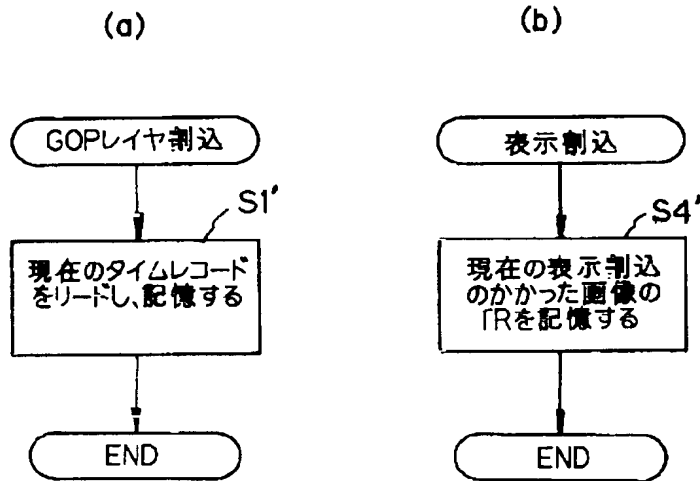 (a)
GOPレイヤ割込
S1'
現在のタイムレコード
をリードし、記憶する
END
(b)
表示割込
S4'
現在の表示割込
のかかった画像の
TRを記憶する
END